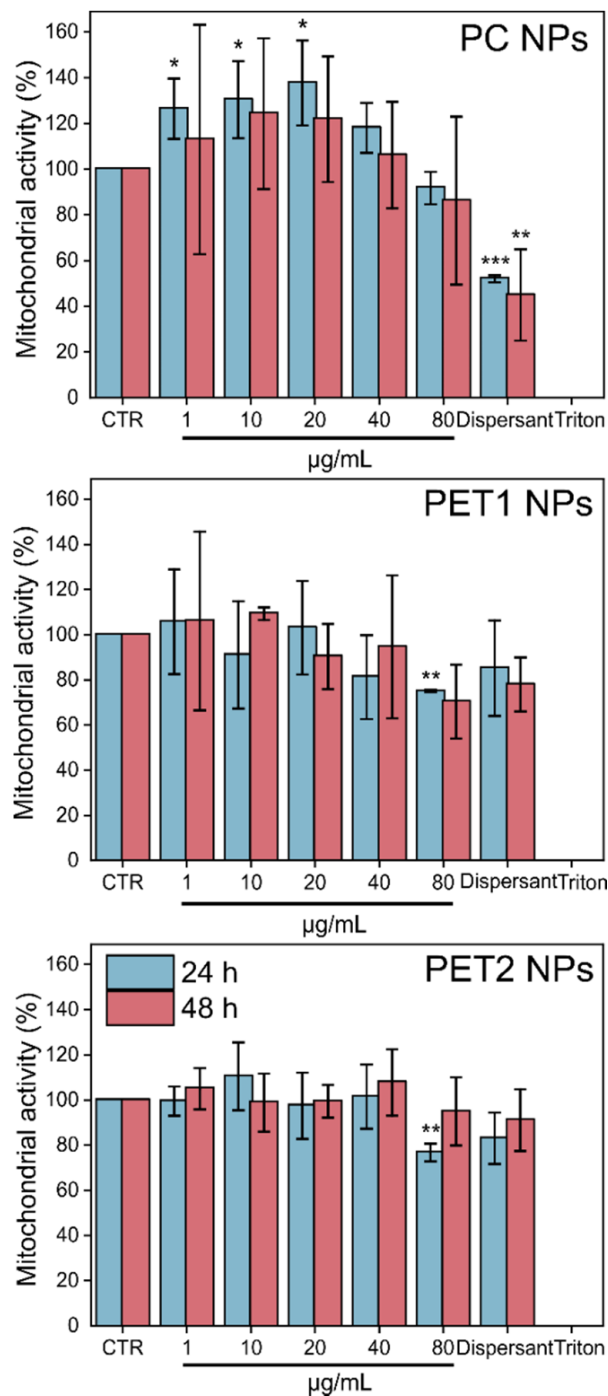 PC NPs
Mitochondrial activity (%)
160
140
120
100
80
60
40
20
0
* * * *** **
CTR 1 10 20 40 80 Dispersant Triton
µg/mL
PET1 NPs
Mitochondrial activity (%)
160
140
120
100
80
60
40
20
0
**
CTR 1 10 20 40 80 Dispersant Triton
µg/mL
PET2 NPs
24 h
48 h
Mitochondrial activity (%)
160
140
120
100
80
60
40
20
0
**
CTR 1 10 20 40 80 Dispersant Triton
µg/mL